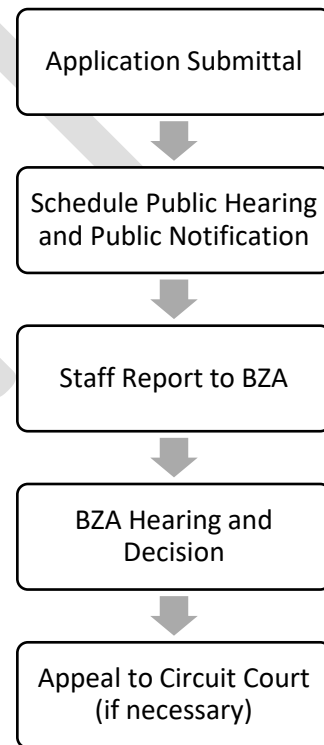 Application Submittal
Schedule Public Hearing
and Public Notification
Staff Report to BZA
BZA Hearing and
Decision
Appeal to Circuit Court
(if necessary)